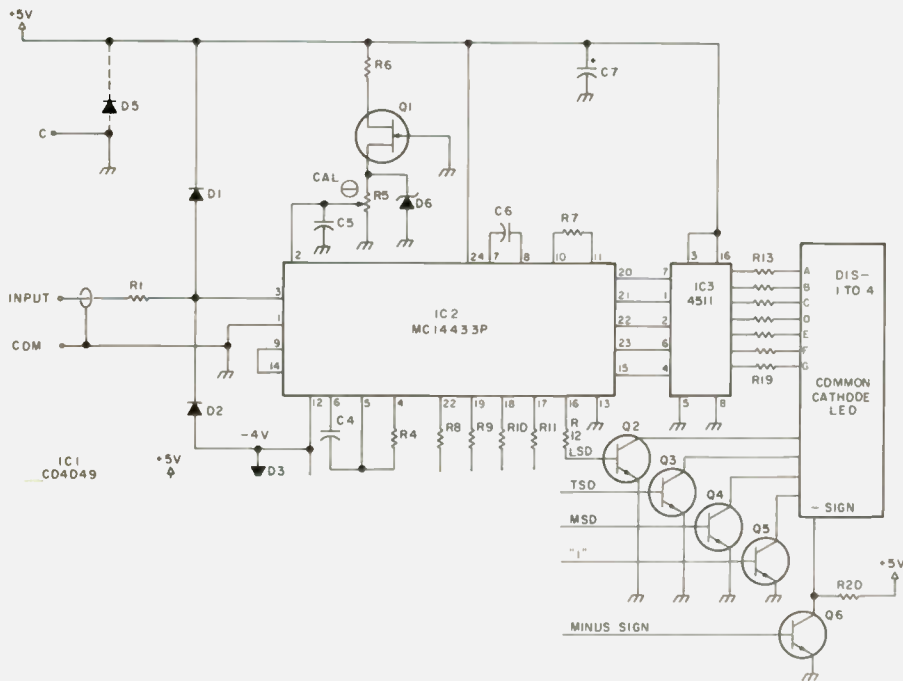 +5V
R6
C7
D5
Q1
C
CAL
R5
D6
D1
C5
C6
R7
2
24
7
8
10
11
3
16
R13
INPUT
R1
3
20
7
A
DIS-
1 TO 4
IC2
MC14433P
21
1
IC3
4511
B
C
1
22
2
D
COM
9
23
6
E
F
14
15
4
G
R19
COMMON
CATHODE
LED
12
6
5
4
22
19
18
17
16
13
5
8
D2
C4
R4
R8
R9
R10
R11
R
12
LSD
Q2
-4V
D3
IC1
CD4049
+5V
TSD
Q3
MSD
Q4
"1"
Q5
- SIGN
+5V
R20
MINUS SIGN
Q6